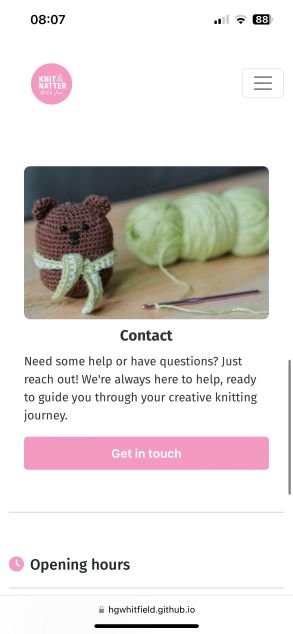 08:07
88
KNIT &
NATTER
With Jen
Contact
Need some help or have questions? Just
reach out! We're always here to help, ready
to guide you through your creative knitting
journey.
Get in touch
Opening hours
hgwhitfield.github.io